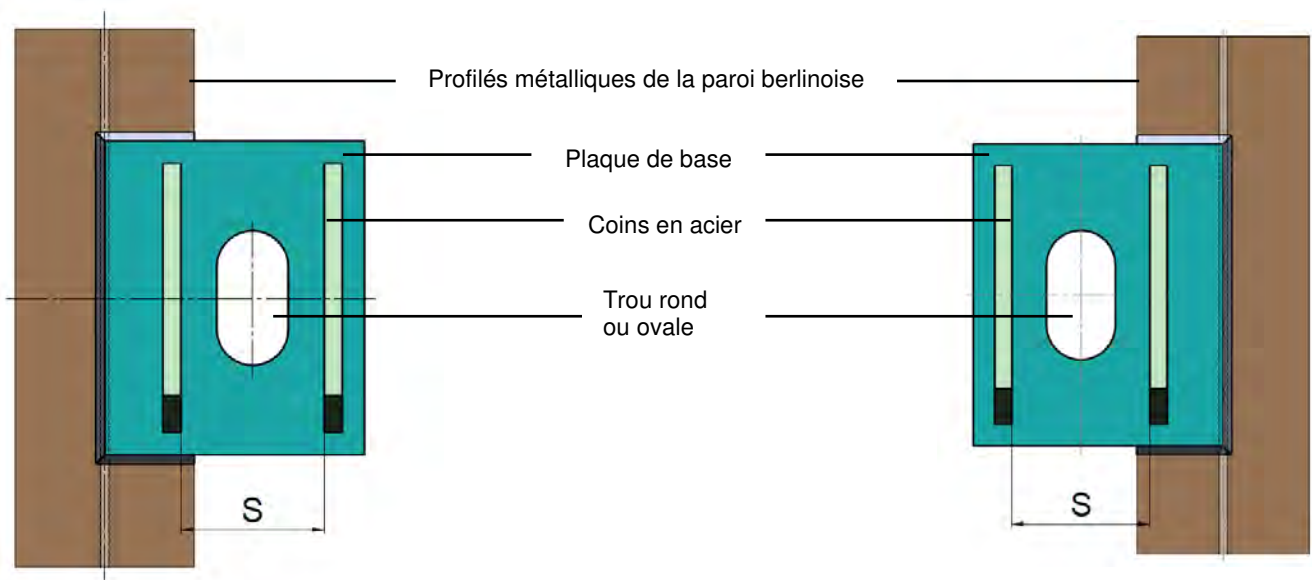 Profilés métalliques de la paroi berlinoise
Plaque de base
Coins en acier
Trou rond
ou ovale
S
S